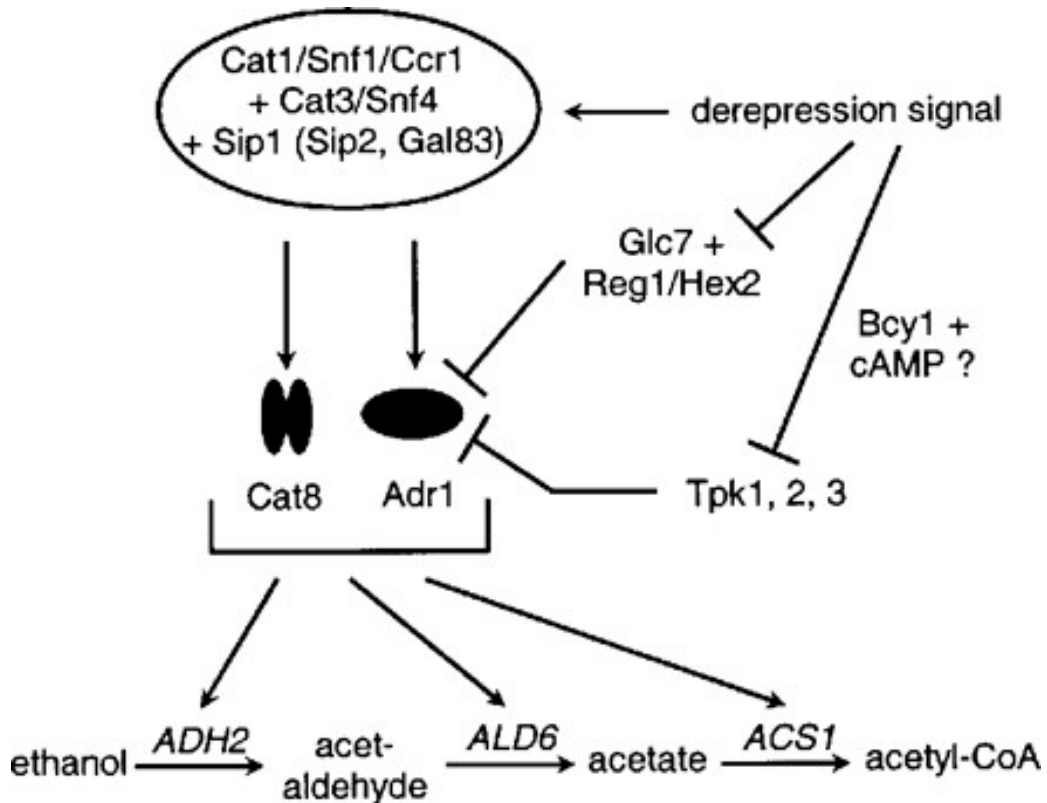 Cat1/Snf1/Ccr1
+ Cat3/Snf4
+ Sip1 (Sip2, Gal83)
derepression signal
Glc7 +
Reg1/Hex2
Bcy1 +
cAMP ?
Cat8
Adr1
Tpk1, 2, 3
ethanol
ADH2
acet-
aldehyde
ALD6
acetate
ACS1
acetyl-CoA